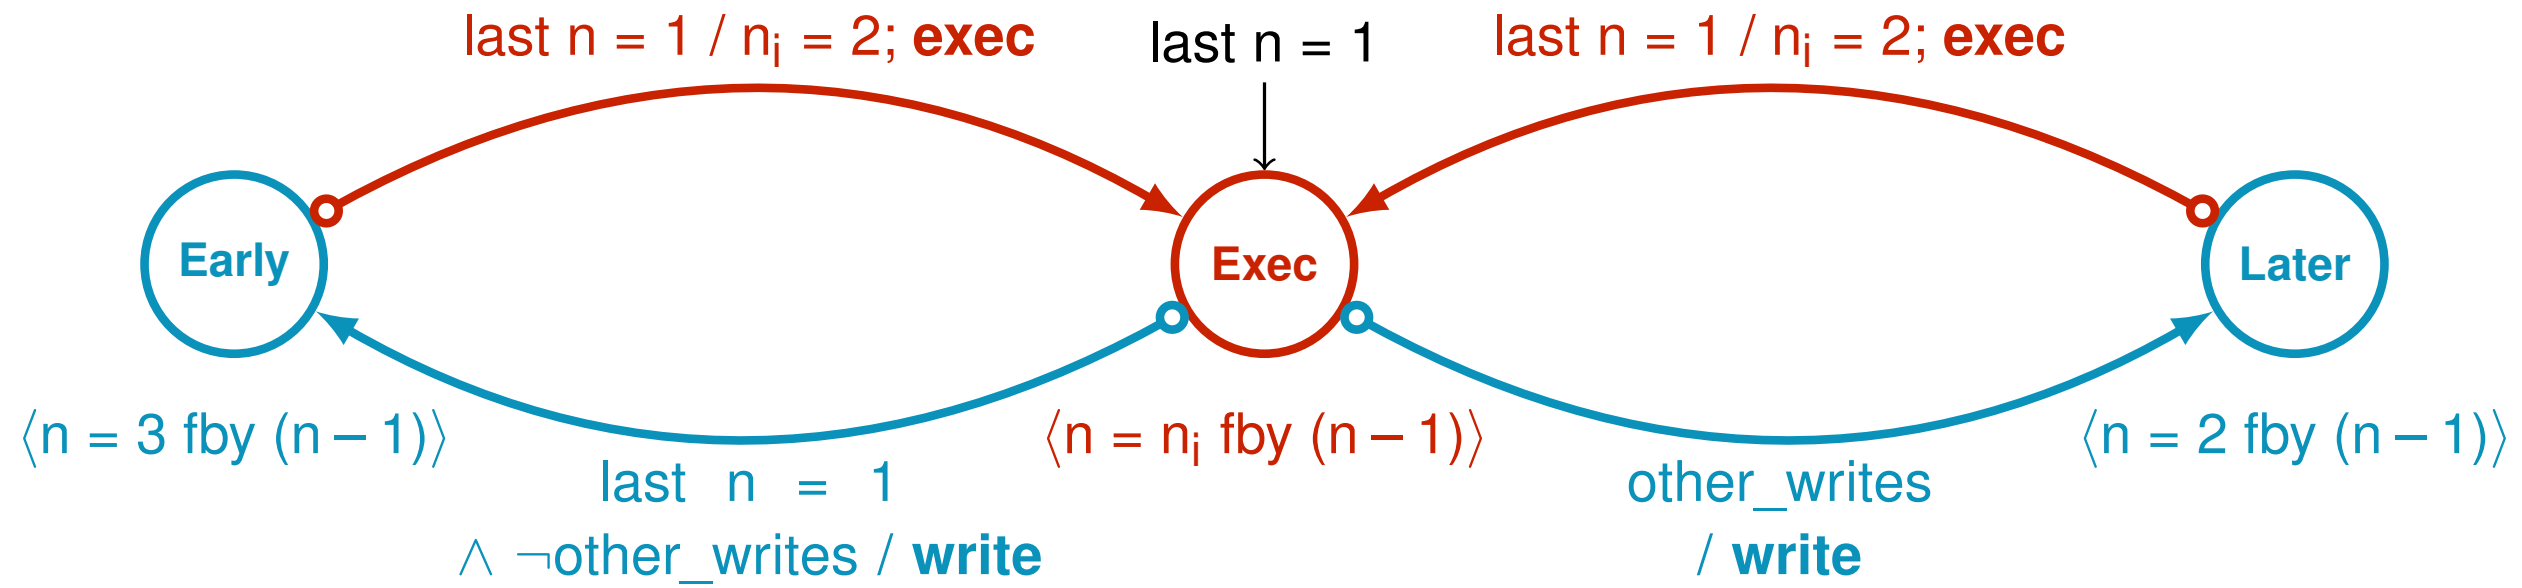 last n = 1 / nᵢ = 2; exec
last n = 1
last n = 1 / nᵢ = 2; exec
Early
Exec
Later
⟨n = 3 fby (n − 1)⟩
⟨n = nᵢ fby (n − 1)⟩
⟨n = 2 fby (n − 1)⟩
last n = 1
∧ ¬other_writes / write
other_writes
/ write